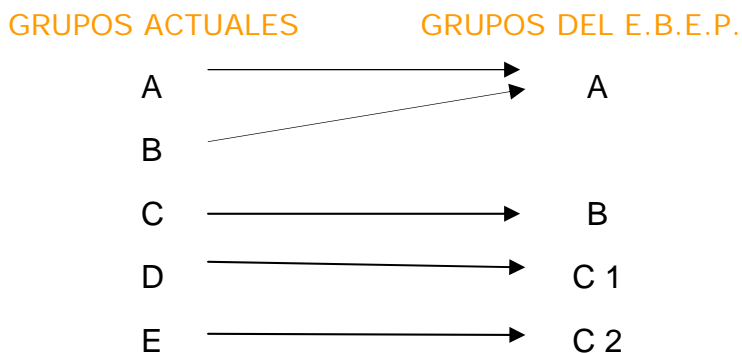 GRUPOS ACTUALES GRUPOS DEL E.B.E.P.
A A
B
C B
D C 1
E C 2